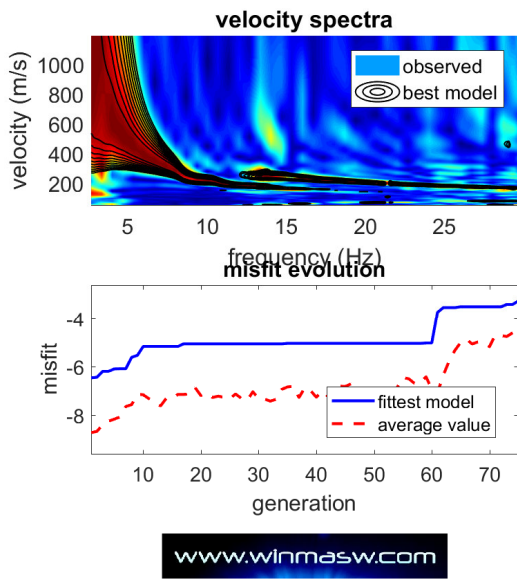 velocity spectra
1000
800
600
400
200
velocity (m/s)
observed
best model
5
10
15
20
25
frequency (Hz)
misfit evolution
-4
-6
-8
misfit
fittest model
average value
10
20
30
40
50
60
70
generation
www.winmasw.com